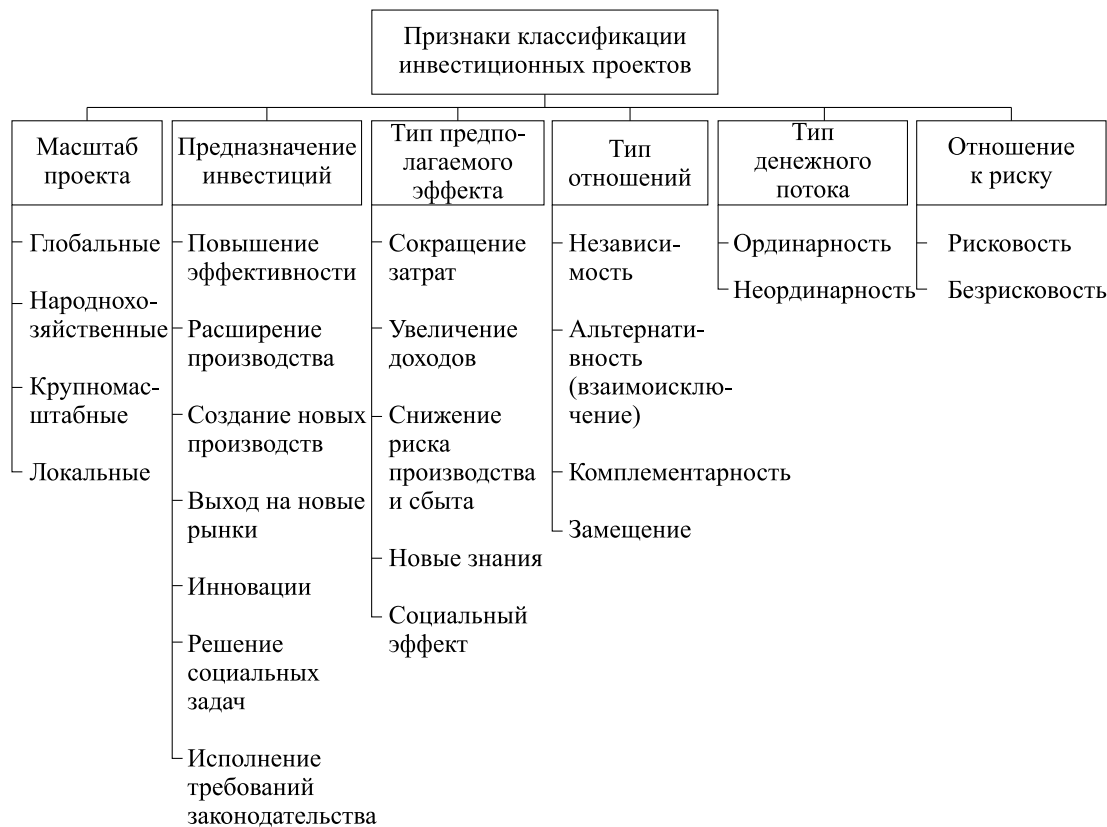 Признаки классификации
инвестиционных проектов
Масштаб
проекта
Глобальные
Народнохо-
зяйственные
Крупномас-
штабные
Локальные
Предназначение
инвестиций
Повышение
эффективности
Расширение
производства
Создание новых
производств
Выход на новые
рынки
Инновации
Решение
социальных
задач
Исполнение
требований
законодательства
Тип предпо-
лагаемого
эффекта
Сокращение
затрат
Увеличение
доходов
Снижение
риска
производства
и сбыта
Новые знания
Социальный
эффект
Тип
отношений
Независи-
мость
Альтернати-
вность
(взаимоисклю-
чение)
Комплементарность
Замещение
Тип
денежного
потока
Ординарность
Неординарность
Отношение
к риску
Рисковость
Безрисковость